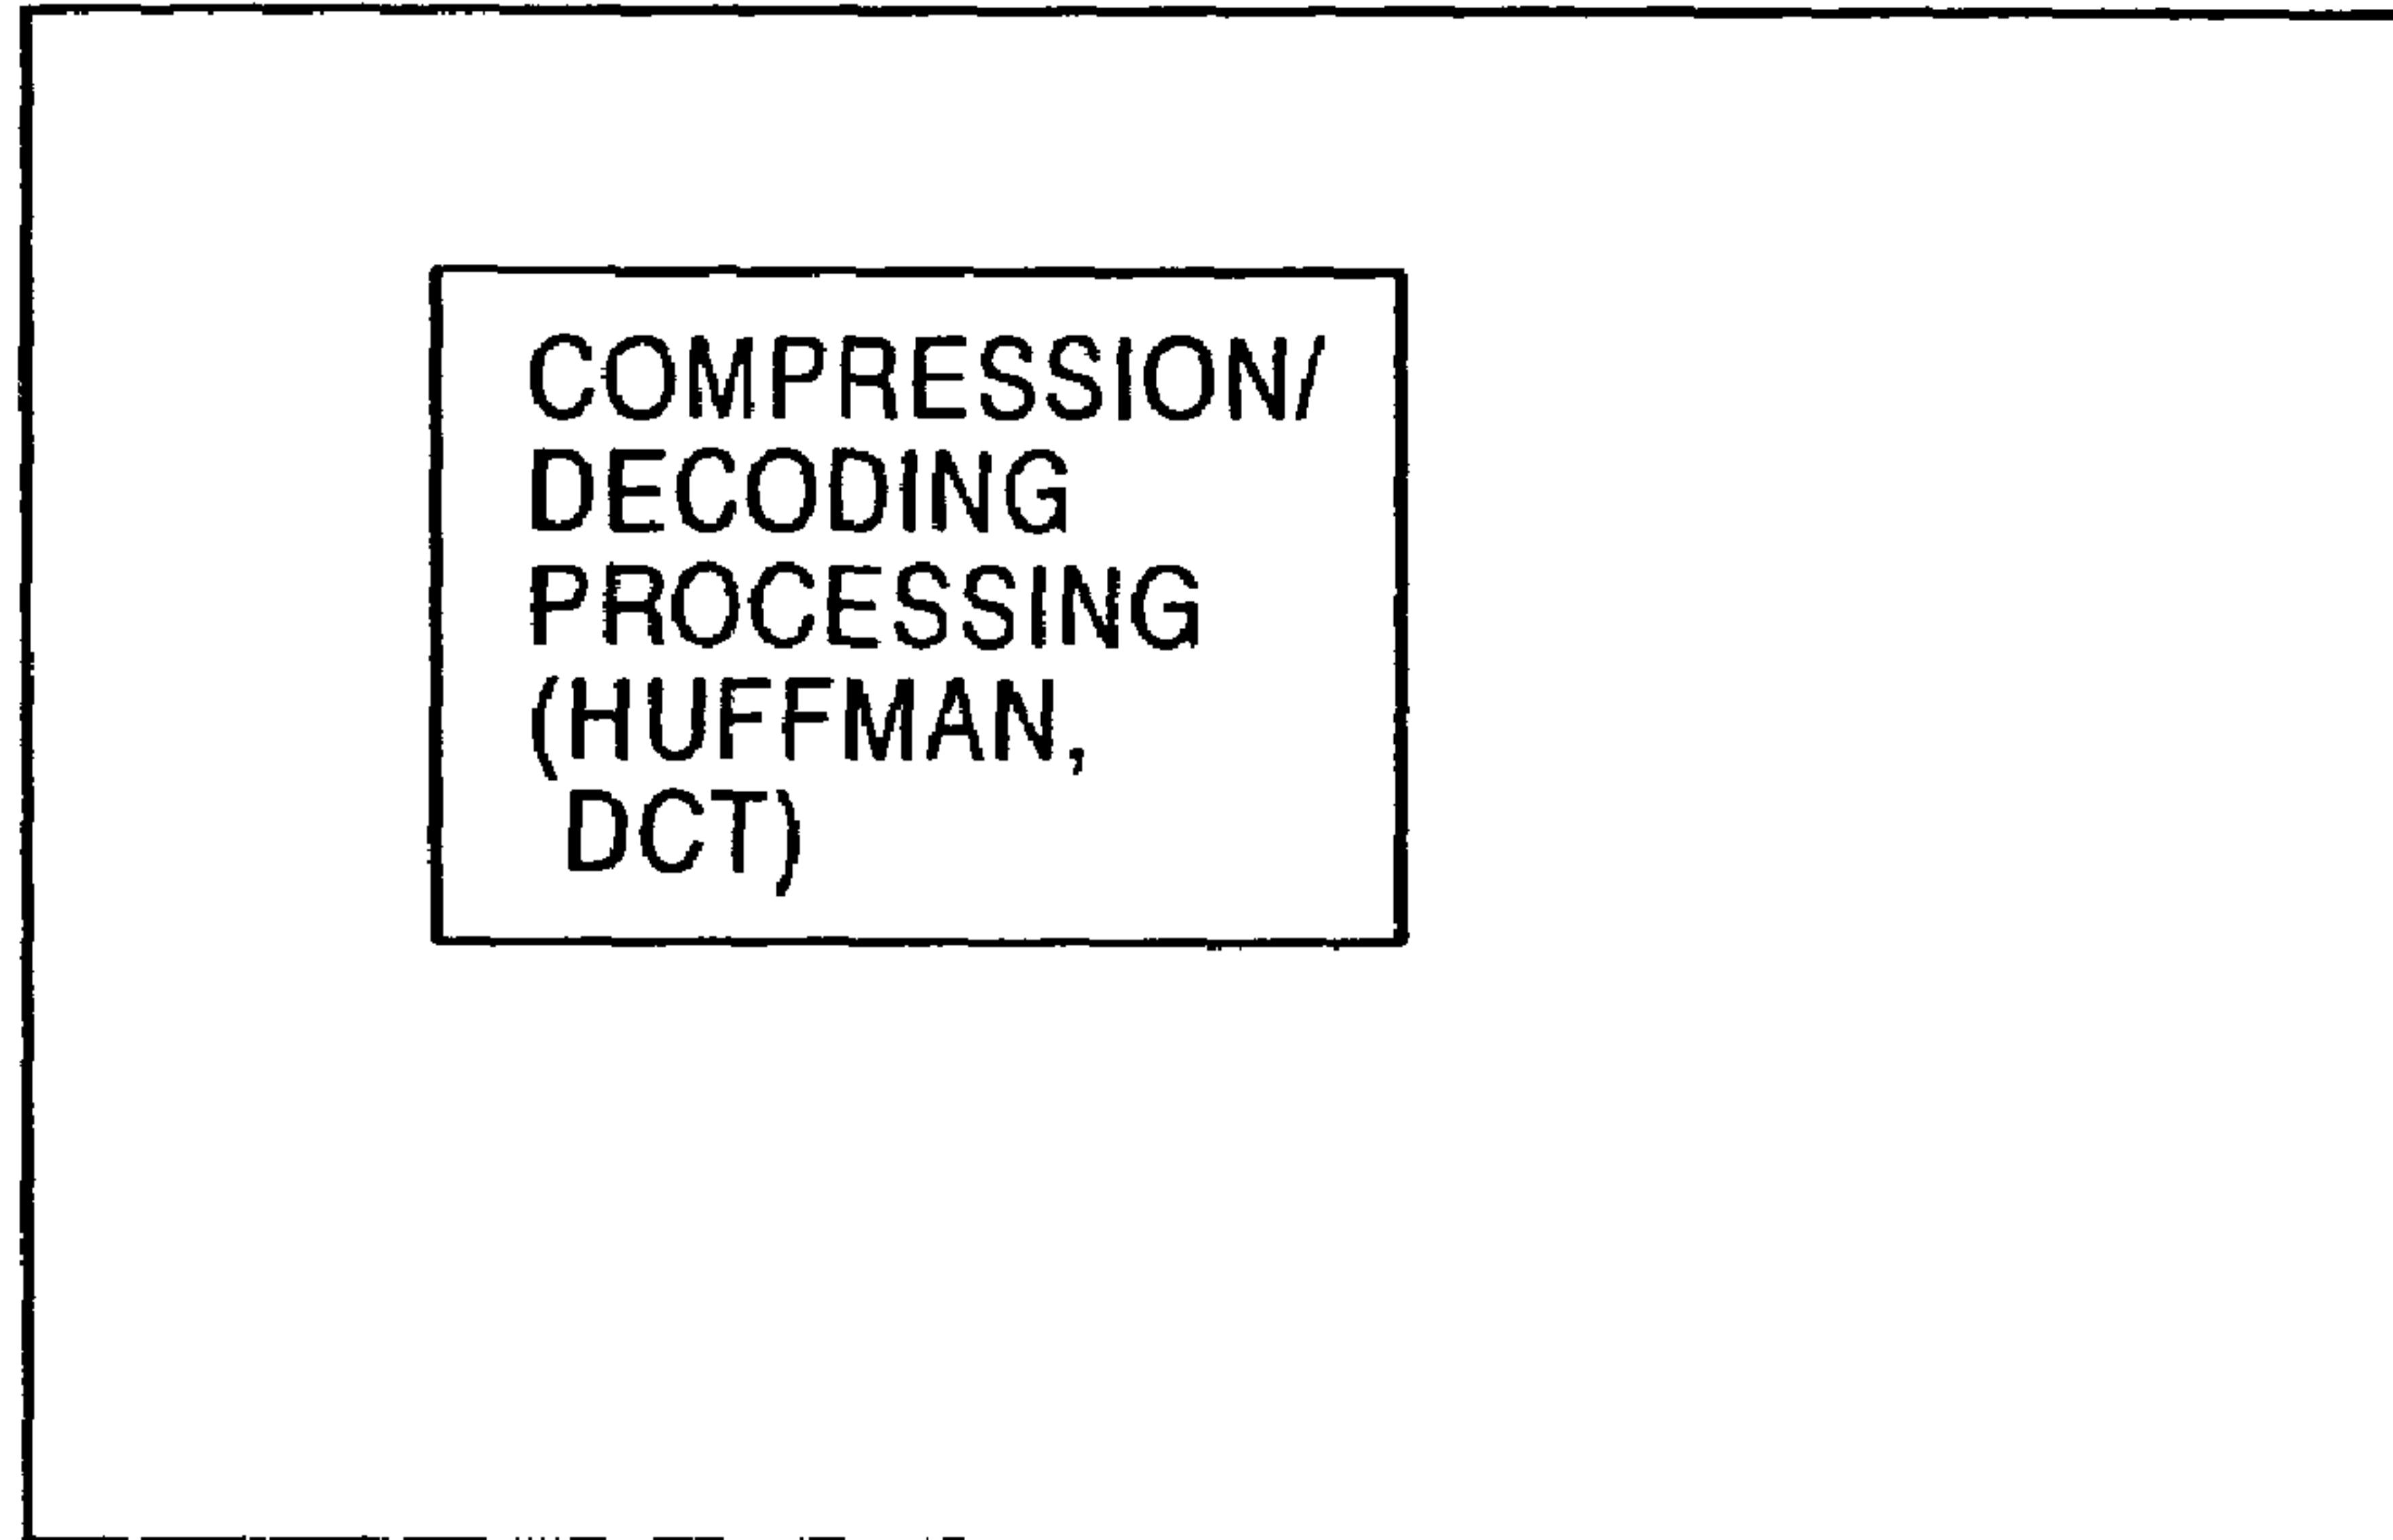 COMPRESSION/
DECODING
PROCESSING
(HUFFMAN,
DCT)